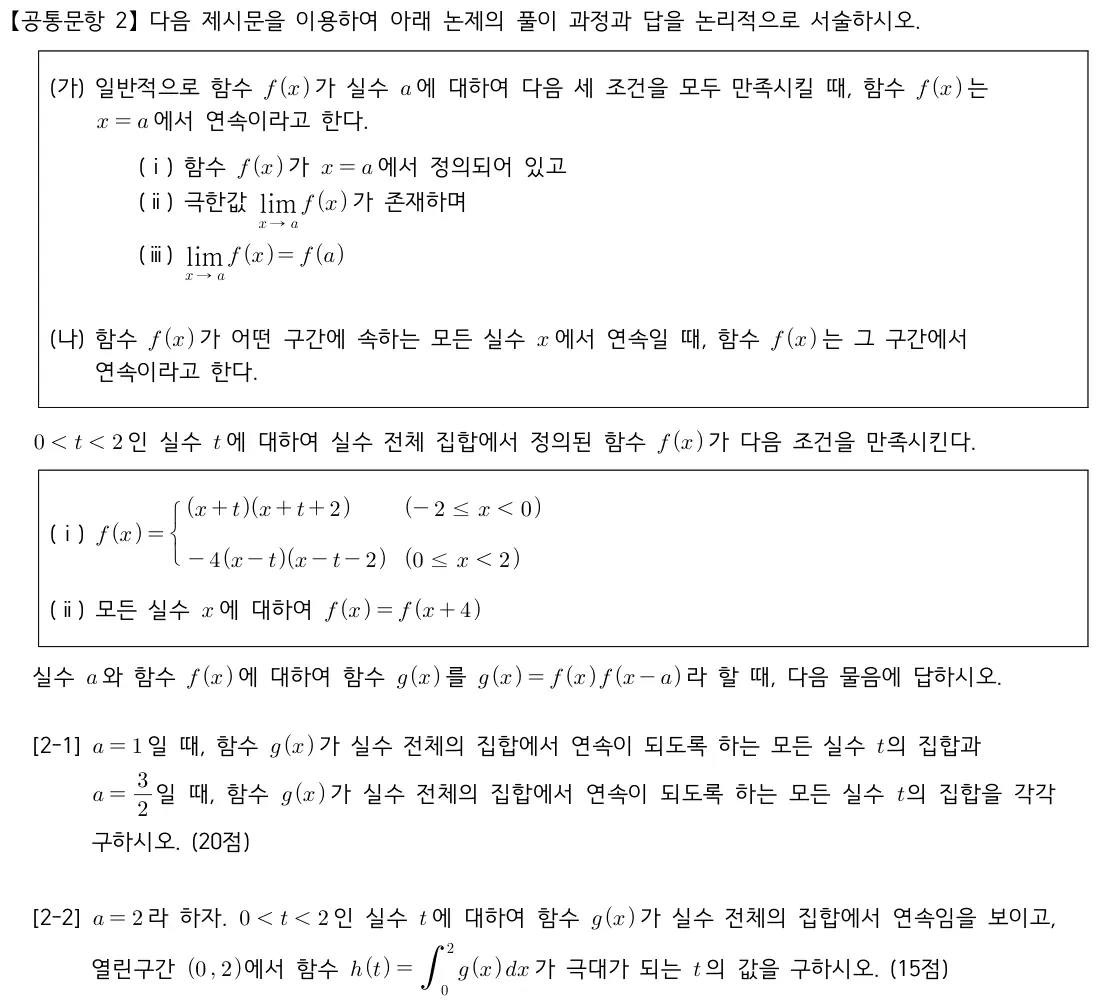 【공통문항 2】 다음 제시문을 이용하여 아래 논제의 풀이 과정과 답을 논리적으로 서술하시오.
(가) 일반적으로 함수 f(x)가 실수 a에 대하여 다음 세 조건을 모두 만족시킬 때, 함수 f(x)는
x = a에서 연속이라고 한다.
(ⅰ) 함수 f(x)가 x = a에서 정의되어 있고
(ⅱ) 극한값 lim_{x→a} f(x)가 존재하며
(ⅲ) lim_{x→a} f(x) = f(a)
(나) 함수 f(x)가 어떤 구간에 속하는 모든 실수 x에서 연속일 때, 함수 f(x)는 그 구간에서
연속이라고 한다.
0 < t < 2인 실수 t에 대하여 실수 전체 집합에서 정의된 함수 f(x)가 다음 조건을 만족시킨다.
(ⅰ) f(x) = { (x+t)(x+t+2) (−2 ≤ x < 0)
−4(x−t)(x−t−2) (0 ≤ x < 2)
(ⅱ) 모든 실수 x에 대하여 f(x) = f(x+4)
실수 a와 함수 f(x)에 대하여 함수 g(x)를 g(x) = f(x)f(x−a)라 할 때, 다음 물음에 답하시오.
[2-1] a = 1일 때, 함수 g(x)가 실수 전체의 집합에서 연속이 되도록 하는 모든 실수 t의 집합과
a = 3/2일 때, 함수 g(x)가 실수 전체의 집합에서 연속이 되도록 하는 모든 실수 t의 집합을 각각
구하시오. (20점)
[2-2] a = 2라 하자. 0 < t < 2인 실수 t에 대하여 함수 g(x)가 실수 전체의 집합에서 연속임을 보이고,
열린구간 (0, 2)에서 함수 h(t) = ∫_0^2 g(x)dx가 극대가 되는 t의 값을 구하시오. (15점)